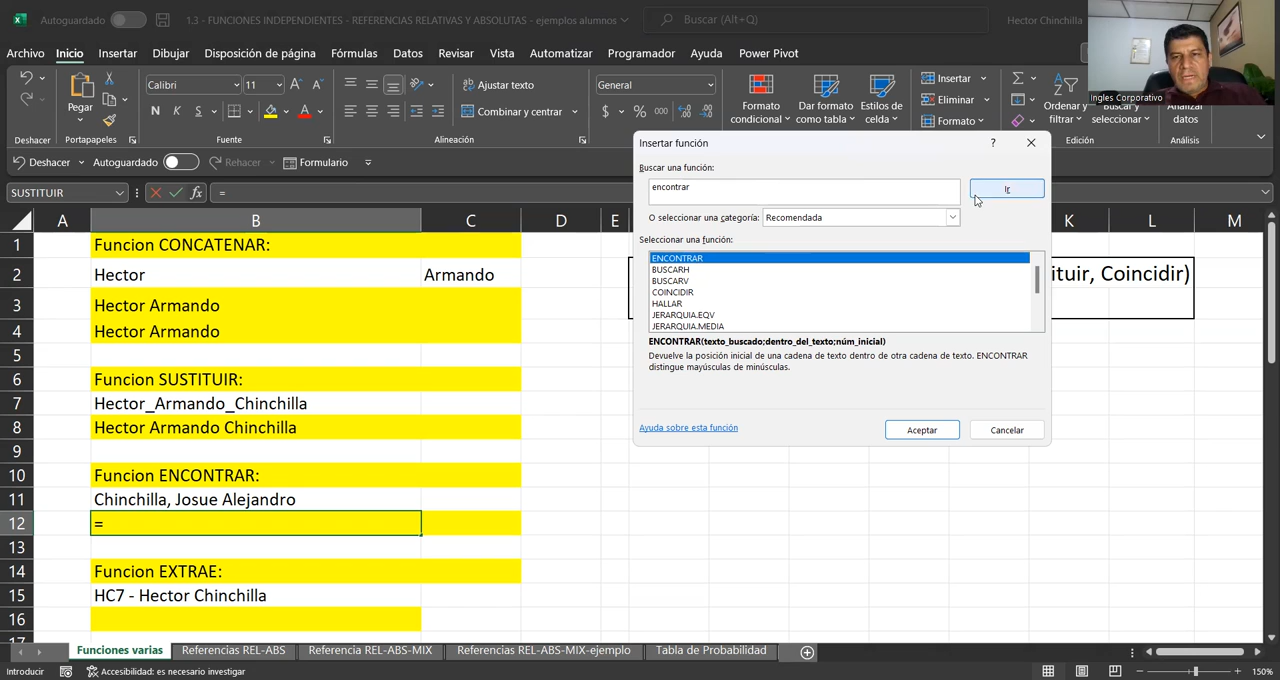 Autoguardado
1.3 - FUNCIONES INDEPENDIENTES - REFERENCIAS RELATIVAS Y ABSOLUTAS - ejemplos alumnos
Buscar (Alt+Q)
Hector Chinchilla
Archivo Inicio Insertar Dibujar Disposición de página Fórmulas Datos Revisar Vista Automatizar Programador Ayuda Power Pivot
Ingles Corporativo
Pegar
Calibri 11
N K S
Ajustar texto
Combinar y centrar
General
$ % 000
Formato condicional
Dar formato como tabla
Estilos de celda
Insertar
Eliminar
Formato
Ordenar y filtrar
Buscar y seleccionar
Analizar datos
Deshacer Portapapeles Fuente Alineación Edición Análisis
Deshacer Autoguardado Rehacer Formulario
SUSTITUIR fx =
A B C D E K L M
1 Funcion CONCATENAR:
2 Hector Armando
ituir, Coincidir)
3 Hector Armando
4 Hector Armando
5
6 Funcion SUSTITUIR:
7 Hector_Armando_Chinchilla
8 Hector Armando Chinchilla
9
10 Funcion ENCONTRAR:
11 Chinchilla, Josue Alejandro
12 =
13
14 Funcion EXTRAE:
15 HC7 - Hector Chinchilla
16
17
Insertar función ?
Buscar una función:
encontrar
Ir
O seleccionar una categoría: Recomendada
Seleccionar una función:
ENCONTRAR
BUSCARH
BUSCARV
COINCIDIR
HALLAR
JERARQUIA.EQV
JERARQUIA.MEDIA
ENCONTRAR(texto_buscado;dentro_del_texto;núm_inicial)
Devuelve la posición inicial de una cadena de texto dentro de otra cadena de texto. ENCONTRAR
distingue mayúsculas de minúsculas.
Ayuda sobre esta función
Aceptar Cancelar
Funciones varias Referencias REL-ABS Referencia REL-ABS-MIX Referencias REL-ABS-MIX-ejemplo Tabla de Probabilidad
Introducir Accesibilidad: es necesario investigar 150%